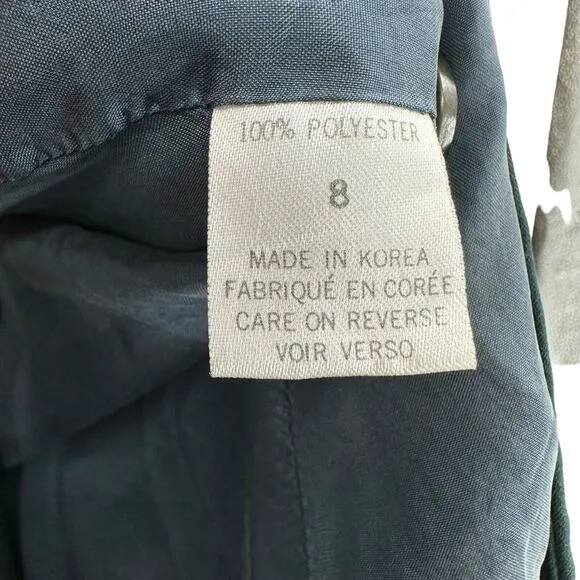 100% POLYESTER
8
MADE IN KOREA
FABRIQUÉ EN CORÉE
CARE ON REVERSE
VOIR VERSO